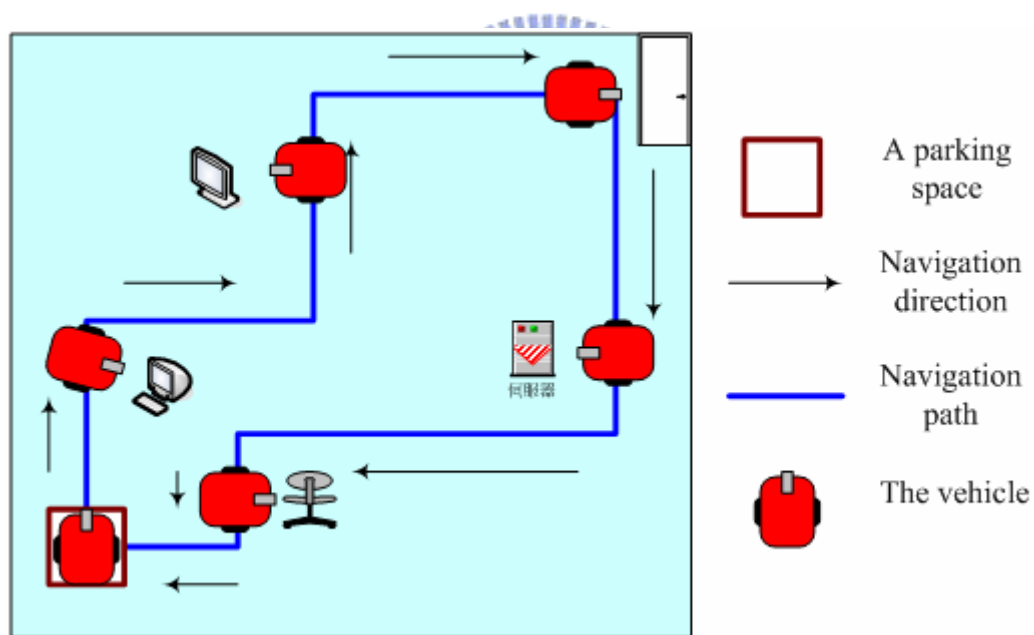 A parking
space
Navigation
direction
伺服器
Navigation
path
The vehicle